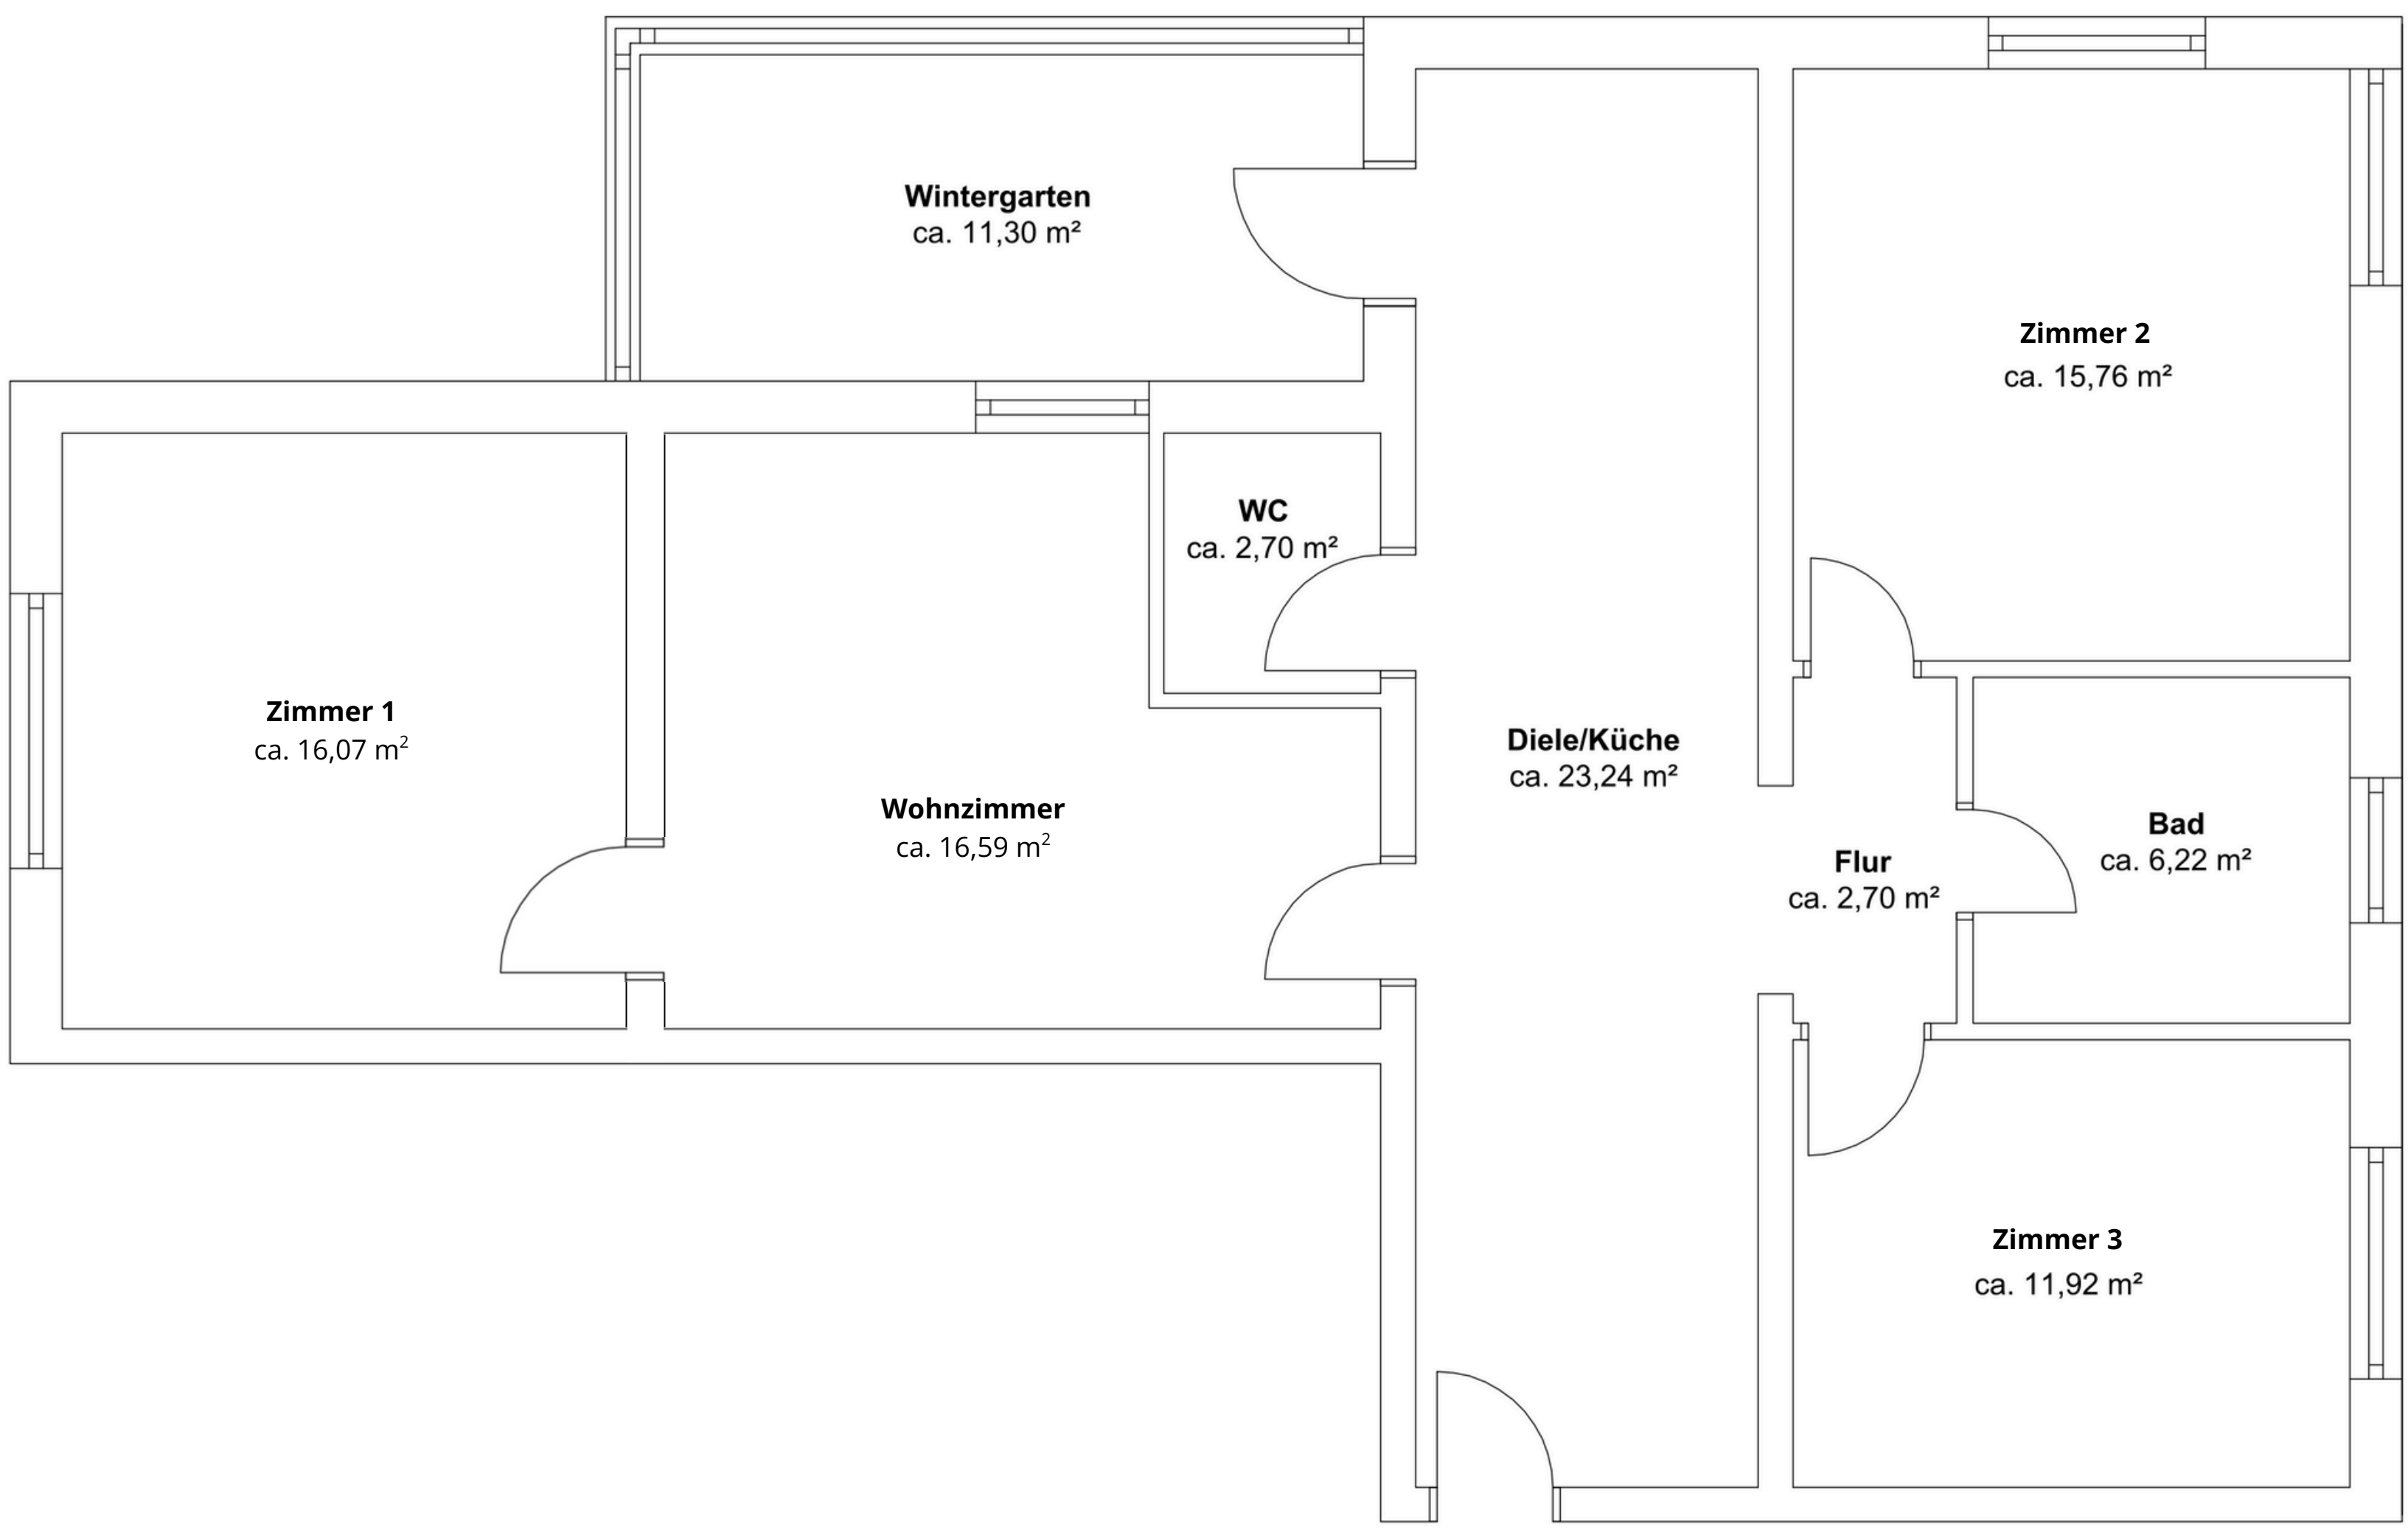 Wintergarten
ca. 11,30 m²
Zimmer 2
ca. 15,76 m²
WC
ca. 2,70 m²
Zimmer 1
ca. 16,07 m²
Diele/Küche
ca. 23,24 m²
Wohnzimmer
ca. 16,59 m²
Bad
ca. 6,22 m²
Flur
ca. 2,70 m²
Zimmer 3
ca. 11,92 m²